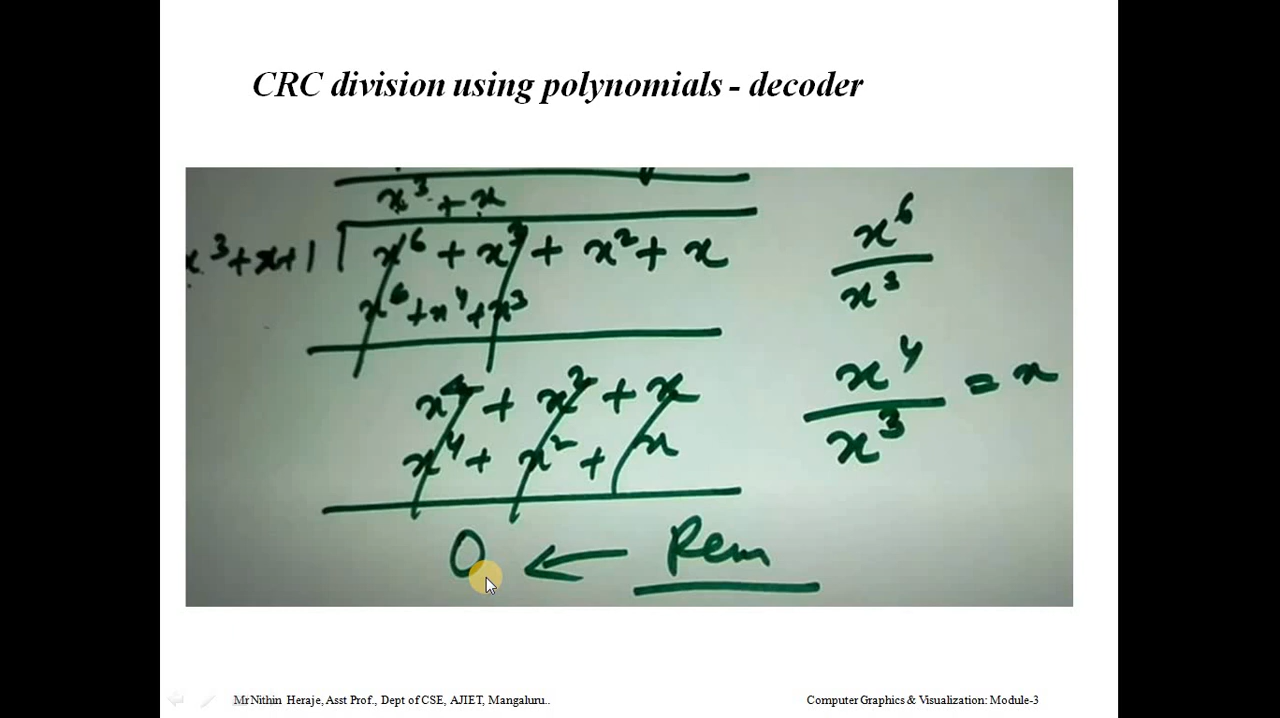 CRC division using polynomials - decoder
x³ + x
x³+x+1 x⁶ + x³ + x² + x
x⁶ + x⁴ + x³
x⁴ + x² + x
x⁴ + x² + x
0 ← Rem
x⁶
x³
x⁴
x³ = x
Mr Nithin Heraje, Asst Prof., Dept of CSE, AJIET, Mangaluru..
Computer Graphics & Visualization: Module-3